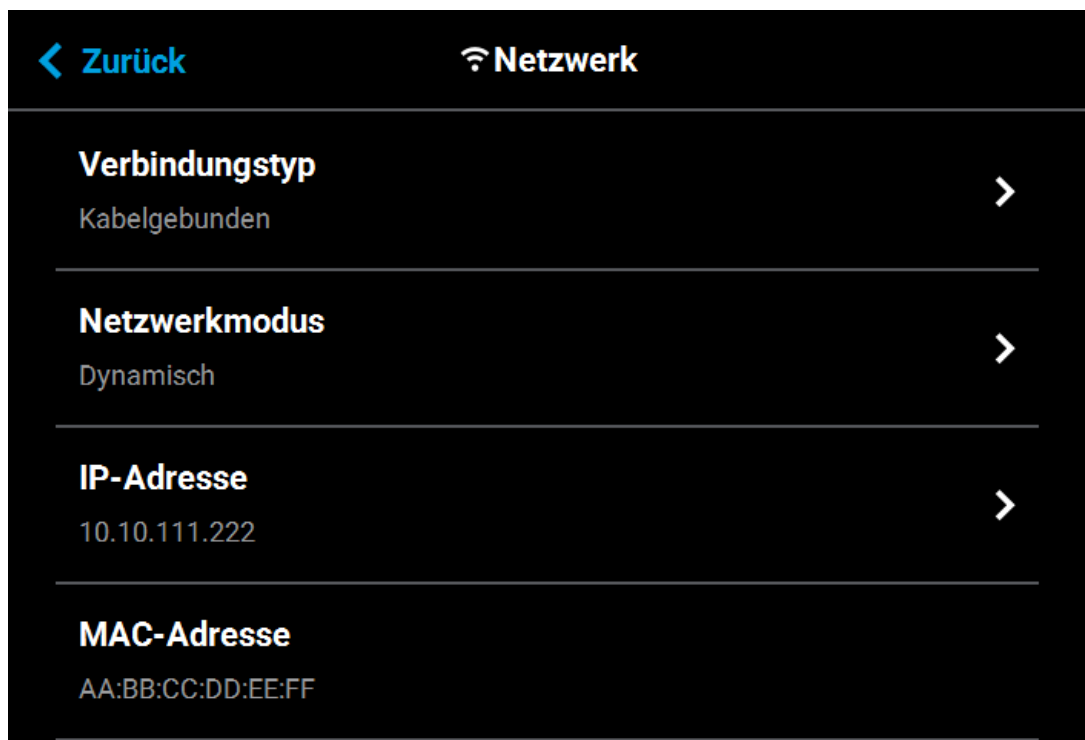 Zurück
Netzwerk
Verbindungstyp
Kabelgebunden
Netzwerkmodus
Dynamisch
IP-Adresse
10.10.111.222
MAC-Adresse
AA:BB:CC:DD:EE:FF